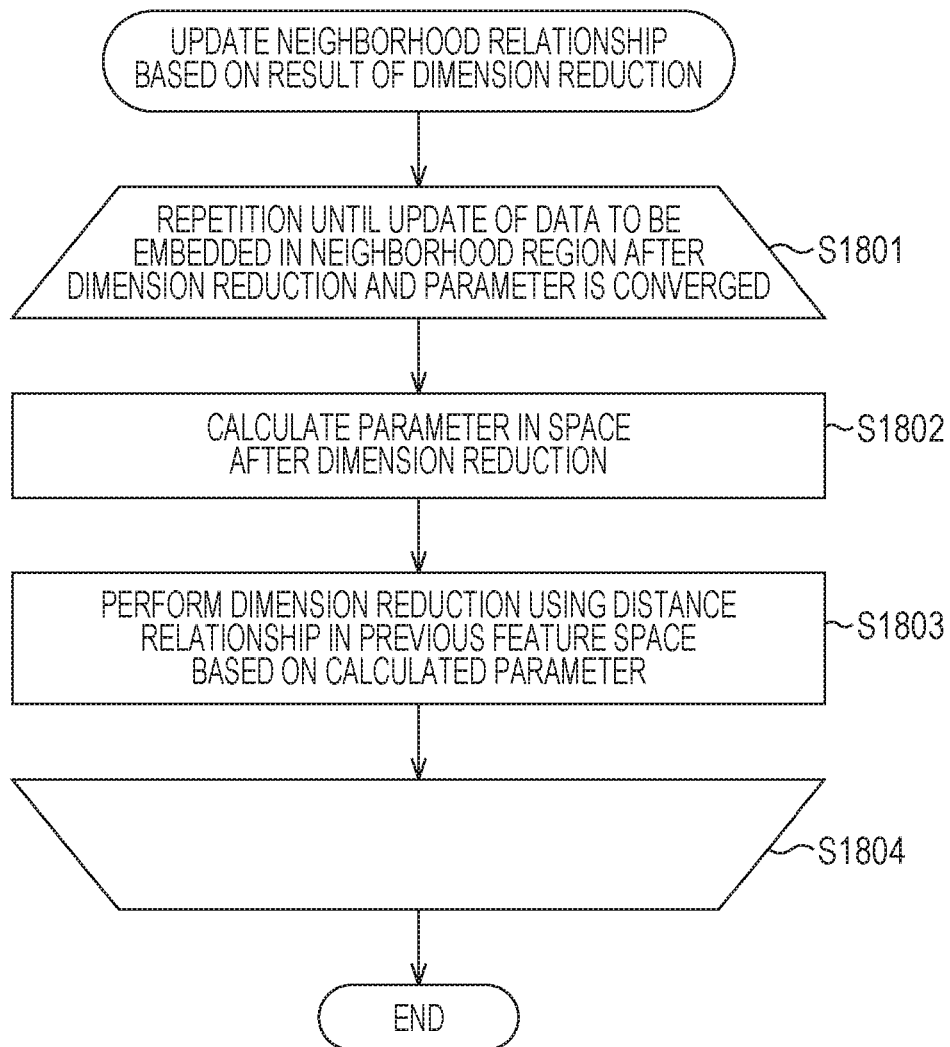 UPDATE NEIGHBORHOOD RELATIONSHIP
BASED ON RESULT OF DIMENSION REDUCTION
REPETITION UNTIL UPDATE OF DATA TO BE
EMBEDDED IN NEIGHBORHOOD REGION AFTER
DIMENSION REDUCTION AND PARAMETER IS CONVERGED
S1801
CALCULATE PARAMETER IN SPACE
AFTER DIMENSION REDUCTION
S1802
PERFORM DIMENSION REDUCTION USING DISTANCE
RELATIONSHIP IN PREVIOUS FEATURE SPACE
BASED ON CALCULATED PARAMETER
S1803
S1804
END